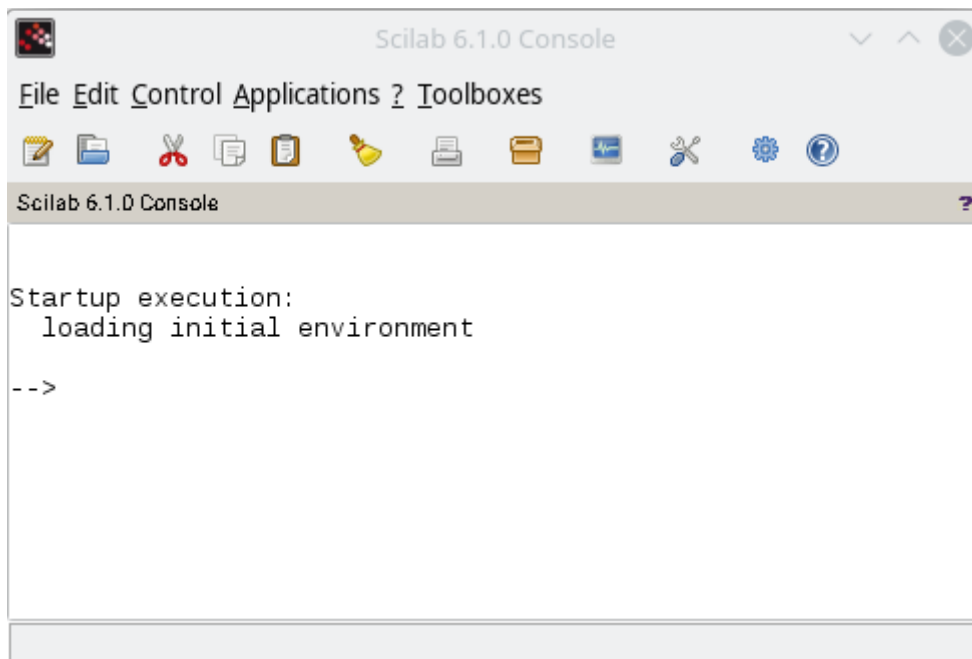 Scilab 6.1.0 Console
File Edit Control Applications ? Toolboxes
Scilab 6.1.0 Console ?
Startup execution:
loading initial environment
-->